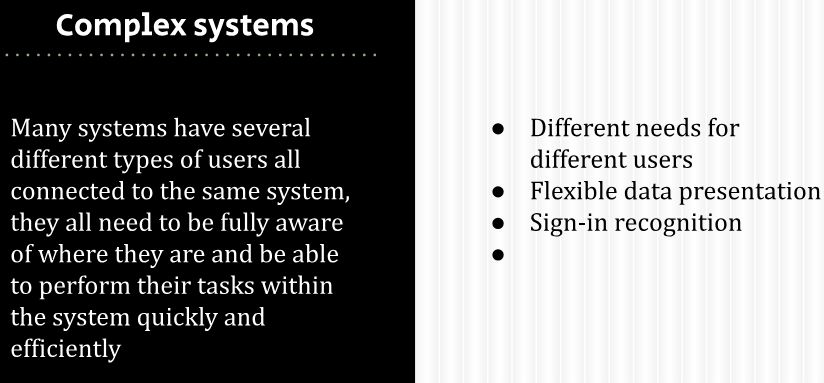 Complex systems
Many systems have several
different types of users all
connected to the same system,
they all need to be fully aware
of where they are and be able
to perform their tasks within
the system quickly and
efficiently
● Different needs for
different users
● Flexible data presentation
● Sign-in recognition
●